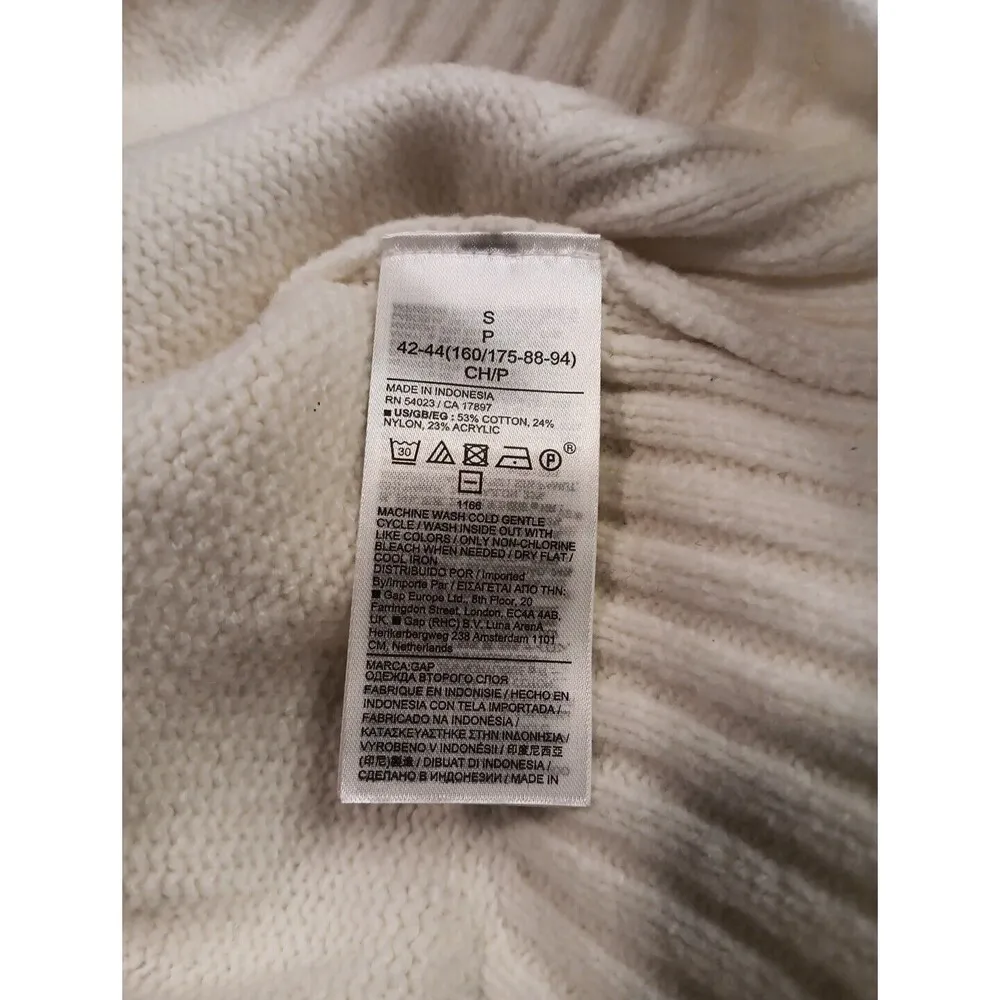 S
P
42-44(160/175-88-94)
CH/P
MADE IN INDONESIA
RN 54023 / CA 17897
■ US/GB/EG : 53% COTTON, 24%
NYLON, 23% ACRYLIC
30 P ®
1166
MACHINE WASH COLD GENTLE
CYCLE / WASH INSIDE OUT WITH
LIKE COLORS / ONLY NON-CHLORINE
BLEACH WHEN NEEDED / DRY FLAT /
COOL IRON
DISTRIBUIDO POR / Imported
By/Importe Par / ΕΙΣΑΓΕΤΑΙ ΑΠΟ ΤΗΝ:
■ Gap Europe Ltd., 8th Floor, 20
Farringdon Street, London, EC4A 4AB,
UK, ■ Gap (RHC) B.V. Luna ArenA
Herikerbergweg 238 Amsterdam 1101
CM, Netherlands
MARCA:GAP
ОДЕЖДА ВТОРОГО СЛОЯ
FABRIQUE EN INDONISIE / HECHO EN
INDONESIA CON TELA IMPORTADA /
FABRICADO NA INDONÉSIA /
ΚΑΤΑΣΚΕΥΑΣΤΗΚΕ ΣΤΗΝ ΙΝΔΟΝΗΣΙΑ /
VYROBENO V INDONÉSII / 印度尼西亞
(印尼)製造 / DIBUAT DI INDONESIA /
СДЕЛАНО В ИНДОНЕЗИИ / MADE IN